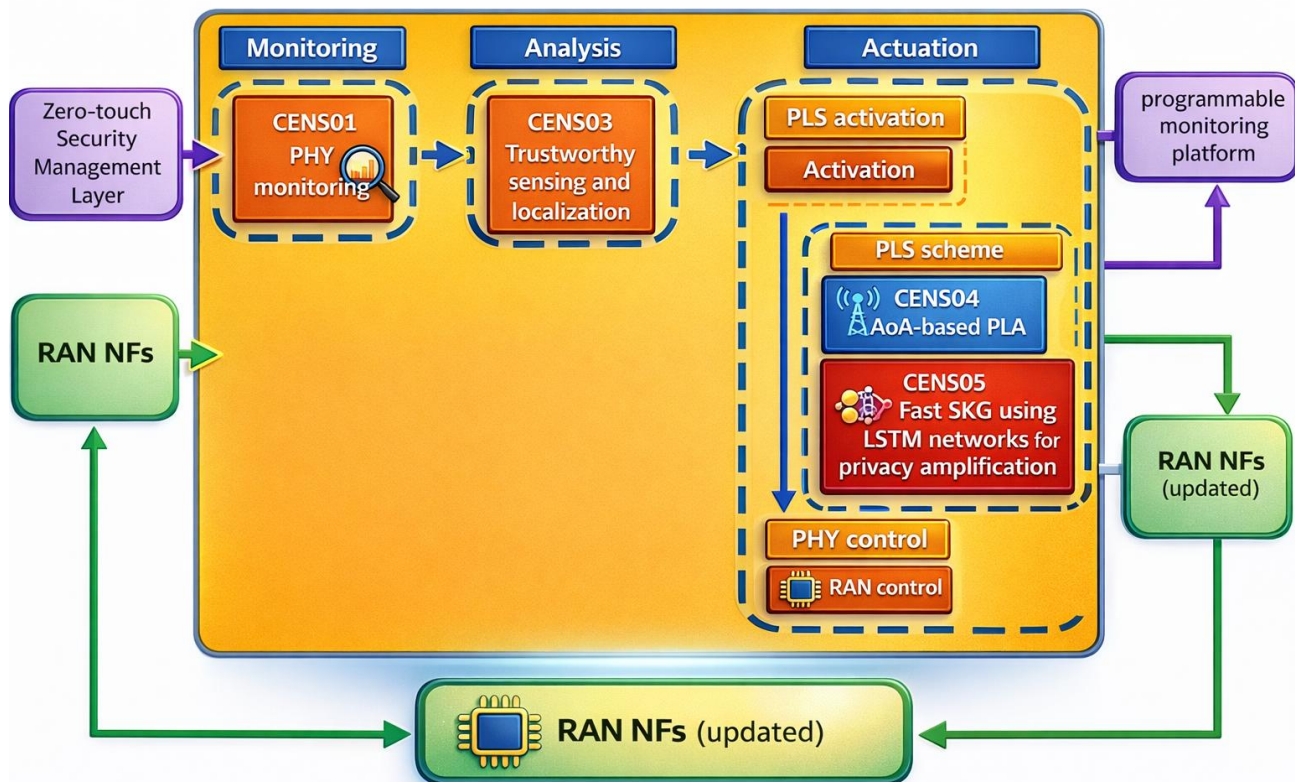 Monitoring
Analysis
Actuation
Zero-touch
Security
Management
Layer
CENS01
PHY
monitoring
CENS03
Trustworthy
sensing and
localization
PLS activation
Activation
programmable
monitoring
platform
PLS scheme
CENS04
AoA-based PLA
CENS05
Fast SKG using
LSTM networks for
privacy amplification
RAN NFs
RAN NFs
(updated)
PHY control
RAN control
RAN NFs (updated)